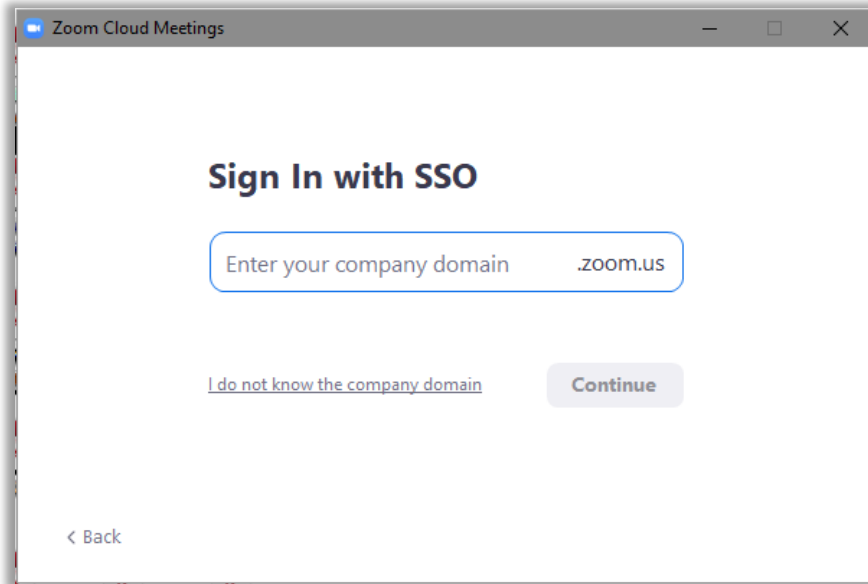 Zoom Cloud Meetings
Sign In with SSO
Enter your company domain .zoom.us
I do not know the company domain Continue
Back